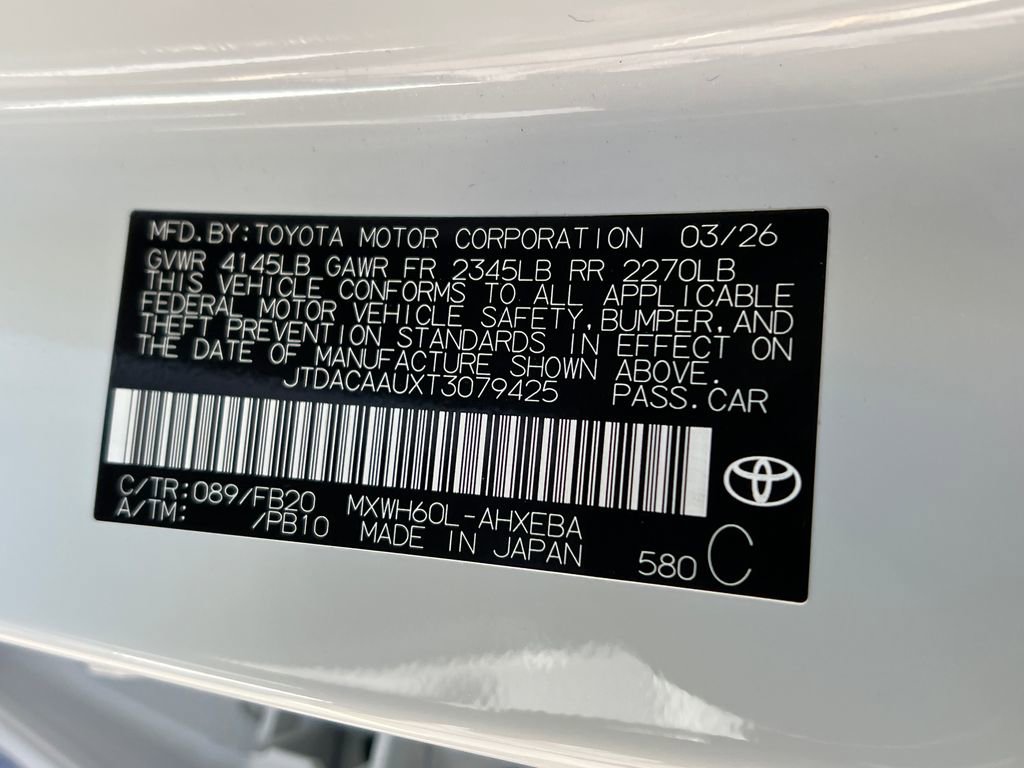 MFD.BY:TOYOTA MOTOR CORPORATION 03/26
GVWR 4145LB GAWR FR 2345LB RR 2270LB
THIS VEHICLE CONFORMS TO ALL APPLICABLE
FEDERAL MOTOR VEHICLE SAFETY,BUMPER,AND
THEFT PREVENTION STANDARDS IN EFFECT ON
THE DATE OF MANUFACTURE SHOWN ABOVE.
JTDACAAUXT3079425 PASS.CAR
C/TR:089/FB20 MXWH60L-AHXEBA
A/TM: /PB10 MADE IN JAPAN 580 C